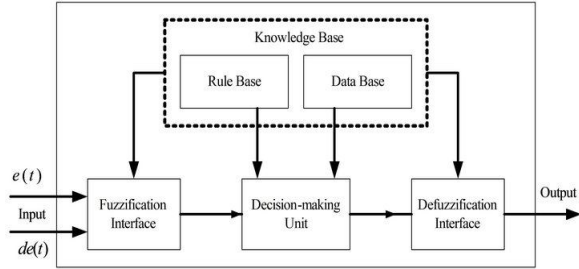 Knowledge Base
Rule Base
Data Base
e(t)
Input
de(t)
Fuzzification
Interface
Decision-making
Unit
Defuzzification
Interface
Output